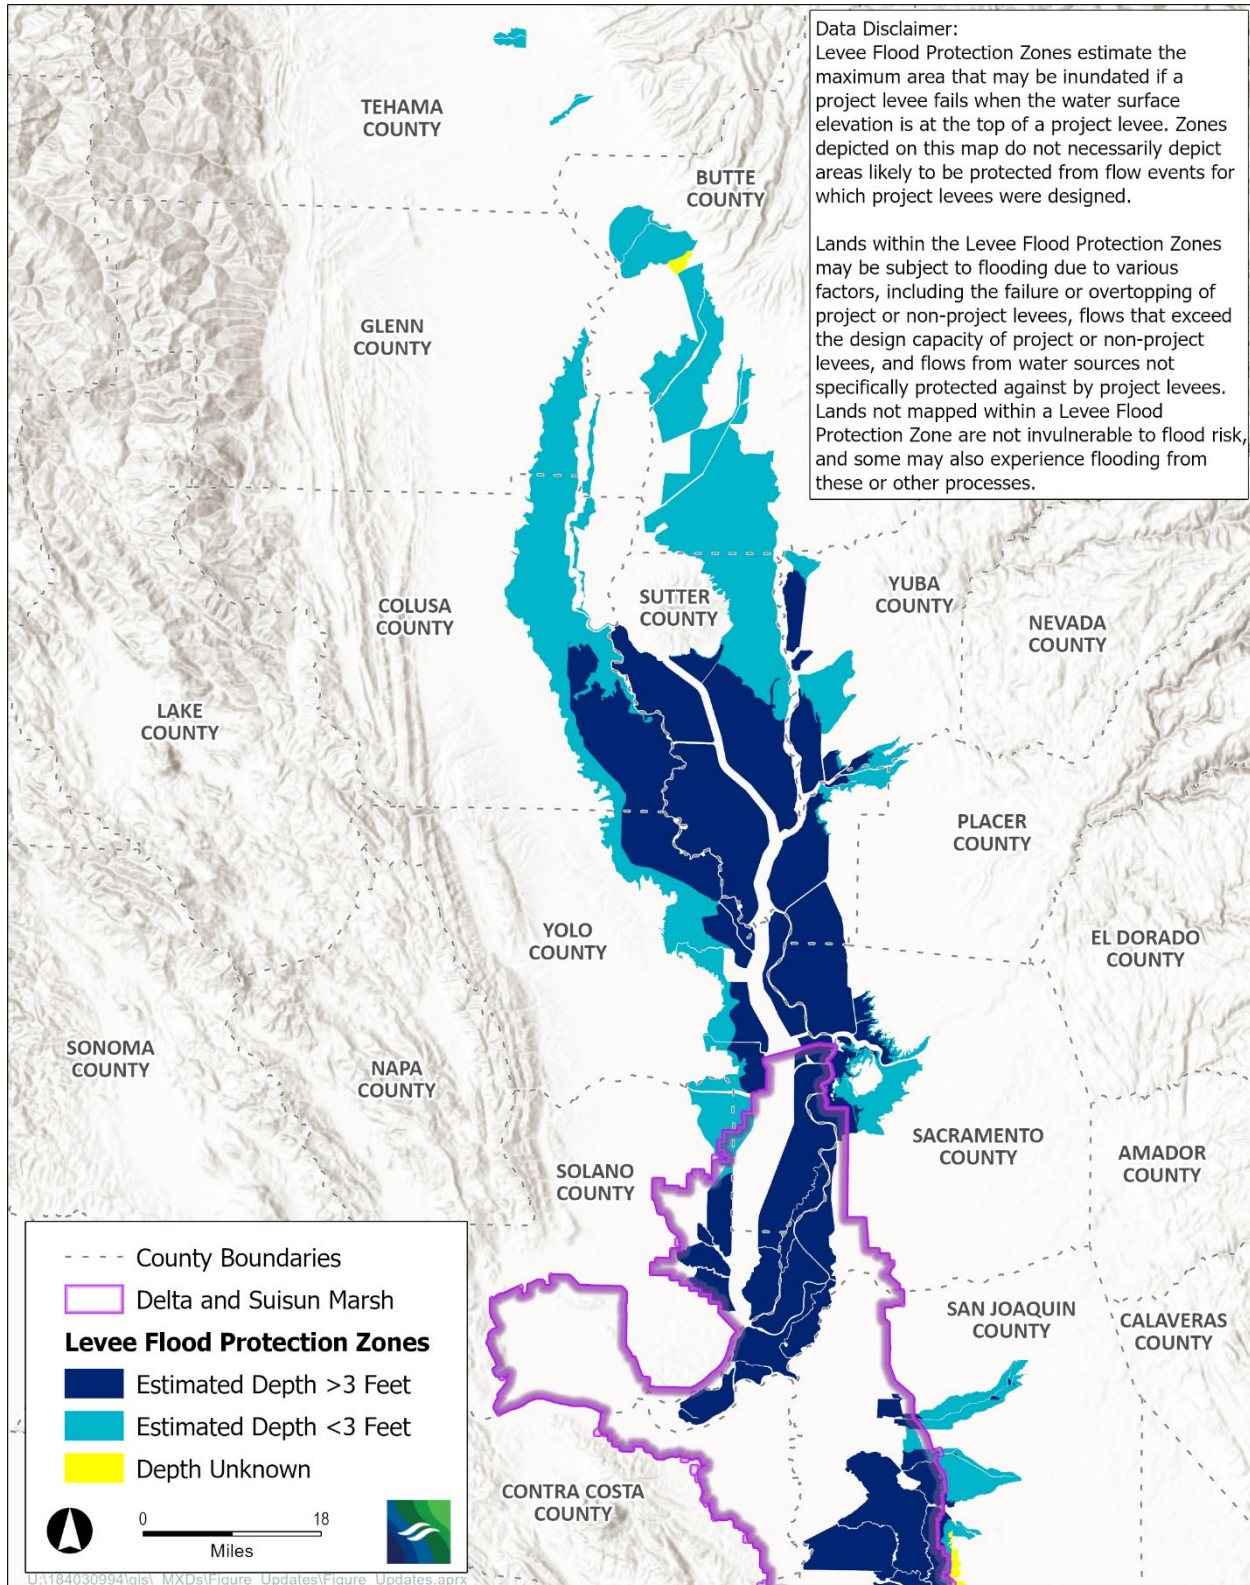 Data Disclaimer:
Levee Flood Protection Zones estimate the
maximum area that may be inundated if a
project levee fails when the water surface
elevation is at the top of a project levee. Zones
depicted on this map do not necessarily depict
areas likely to be protected from flow events for
which project levees were designed.
Lands within the Levee Flood Protection Zones
may be subject to flooding due to various
factors, including the failure or overtopping of
project or non-project levees, flows that exceed
the design capacity of project or non-project
levees, and flows from water sources not
specifically protected against by project levees.
Lands not mapped within a Levee Flood
Protection Zone are not invulnerable to flood risk,
and some may also experience flooding from
these or other processes.
TEHAMA
COUNTY
BUTTE
COUNTY
GLENN
COUNTY
COLUSA
COUNTY
SUTTER
COUNTY
YUBA
COUNTY
NEVADA
COUNTY
LAKE
COUNTY
PLACER
COUNTY
YOLO
COUNTY
EL DORADO
COUNTY
SONOMA
COUNTY
NAPA
COUNTY
SACRAMENTO
COUNTY
AMADOR
COUNTY
SOLANO
COUNTY
SAN JOAQUIN
COUNTY
CALAVERAS
COUNTY
CONTRA COSTA
COUNTY
County Boundaries
Delta and Suisun Marsh
Levee Flood Protection Zones
Estimated Depth >3 Feet
Estimated Depth <3 Feet
Depth Unknown
0 18
Miles
U:\184030994\gis\_MXDs\Figure_Updates\Figure_Updates.aprx